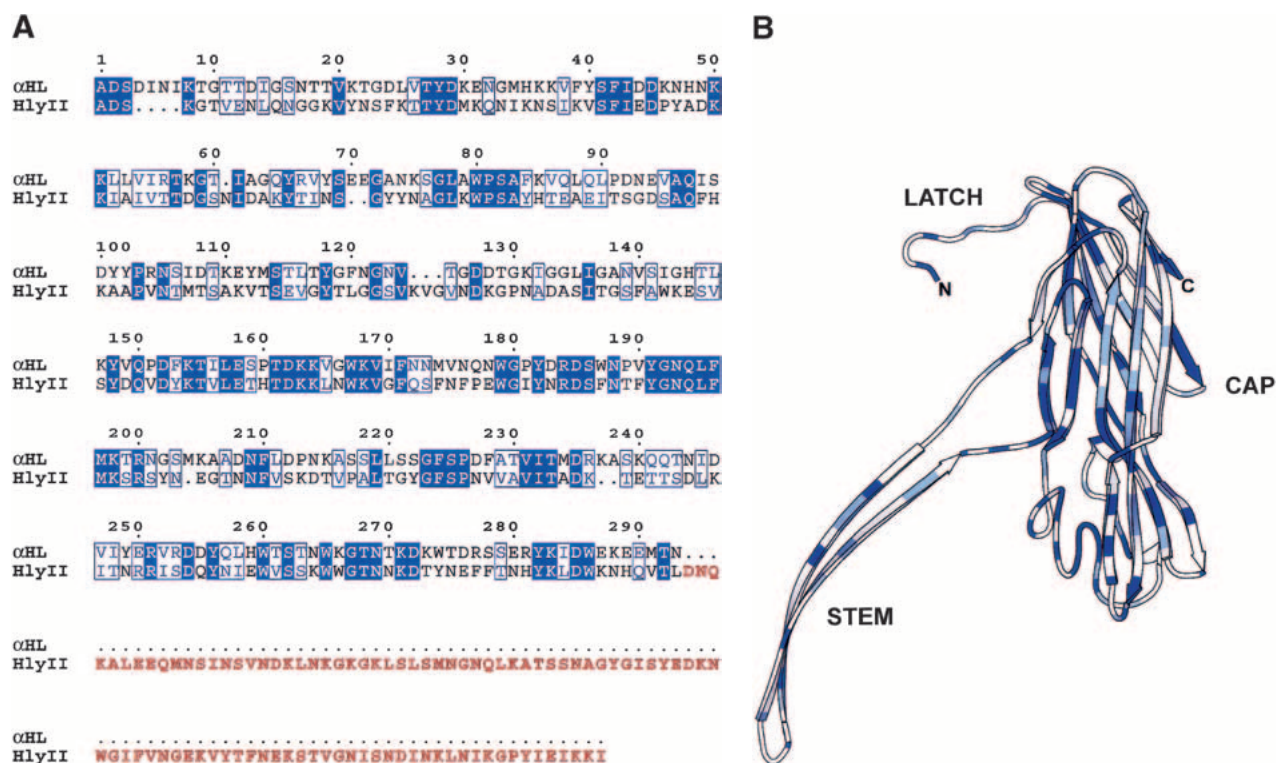 A
1 10 20 30 40 50
αHL ADSDINIKTGTTDIGSNTTVKTGDLVTYDKENGMHKKVFYSFIDDKNHNK
HlyII ADS....KGTVENLQNGGKVYNSFKTTYDMKQNIKNSIKVSFIEDPYADK
60 70 80 90
αHL KLLVIRTKGT.IAGQYRVYSEEGANKSGLAWPSAFKVQLQLPDNEVAQIS
HlyII KIAIVTTDGSNIDAKYTINS..GYYNAGLKWPSAYHTEAEITSGDSAQFH
100 110 120 130 140
αHL DYYPRNSIDTKEYMSTLTYGFNGNV...TGDDTGKIGGLIGANVSIGHTL
HlyII KAAPVNTMTSAKVTSEVGYTLGGSVKVGVNDKGPNADASITGSFAWKESV
150 160 170 180 190
αHL KYVQPDFKTILESPTDKKVGWKVIFNNMVNQNWGPYDRDSWNPVYGNQLF
HlyII SYDQVDYKTVLETHTDKKLNWKVGFQSFNFPEWGIYNRDSFNTFYGNQLF
200 210 220 230 240
αHL MKTRNGSMKAADNFLDPNKASSLLSSGFSPDFATVITMDRKASKQQTNID
HlyII MKSRSYN.EGTNNFVSKDTVPALTGYGFSPNVVAVITADK..TETTSDLK
250 260 270 280 290
αHL VIYERVRDDYQLHWTSTNWKGTNTKDKWTDRSSERYKIDWEKEEMTN...
HlyII ITNRRISDQYNIEWVSSKWWGTNNKDTYNEFFTNHYKLDWKNHQVTLDNQ
αHL ..................................................
HlyII KALEEQMNSINSVNDKLNKGKGKLSLSMNGNQLKATSSNAGYGISYEDKN
αHL .........................................
HlyII WGIFVNGEKVYTFNEKSTVGNISNDINKLNIKGPYIEIKKI
B
LATCH
N
C
CAP
STEM